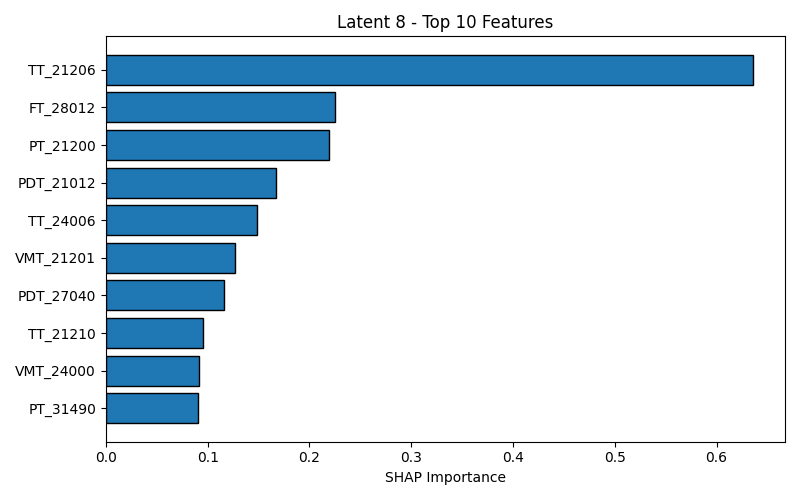 Latent 8 - Top 10 Features
TT_21206
FT_28012
PT_21200
PDT_21012
TT_24006
VMT_21201
PDT_27040
TT_21210
VMT_24000
PT_31490
0.0 0.1 0.2 0.3 0.4 0.5 0.6
SHAP Importance